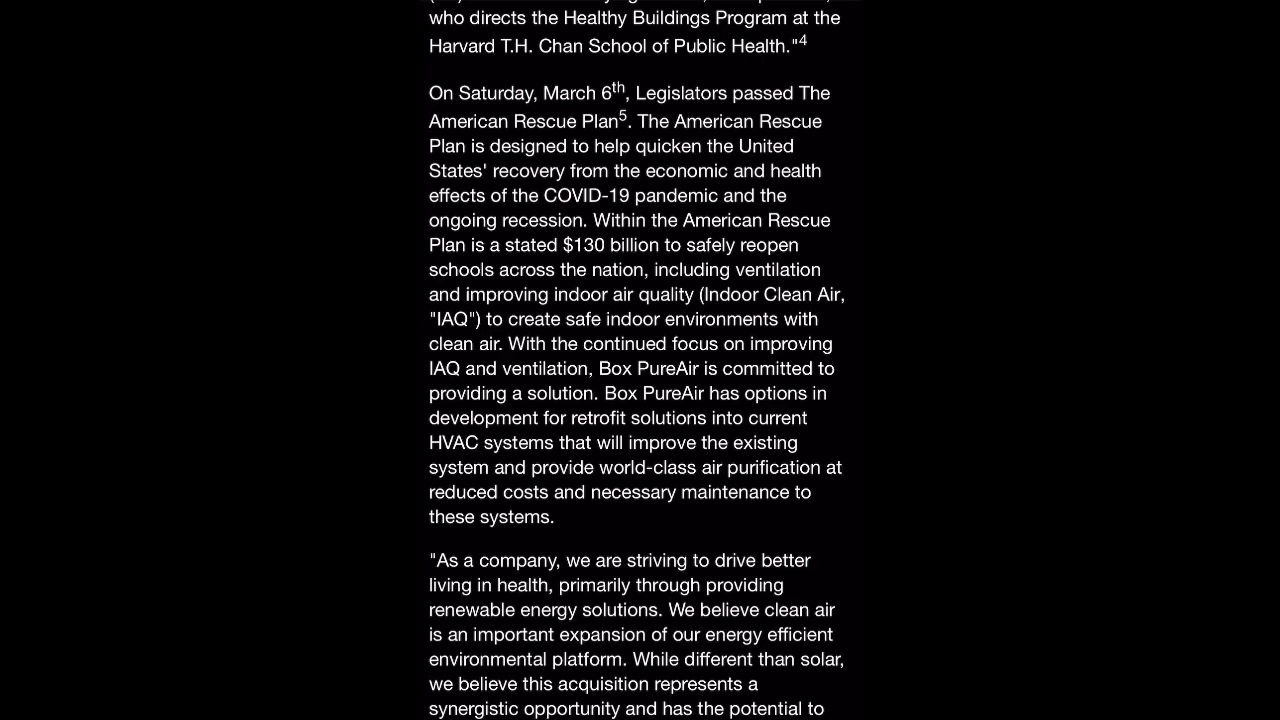 who directs the Healthy Buildings Program at the
Harvard T.H. Chan School of Public Health."4
On Saturday, March 6th, Legislators passed The
American Rescue Plan5. The American Rescue
Plan is designed to help quicken the United
States' recovery from the economic and health
effects of the COVID-19 pandemic and the
ongoing recession. Within the American Rescue
Plan is a stated $130 billion to safely reopen
schools across the nation, including ventilation
and improving indoor air quality (Indoor Clean Air,
"IAQ") to create safe indoor environments with
clean air. With the continued focus on improving
IAQ and ventilation, Box PureAir is committed to
providing a solution. Box PureAir has options in
development for retrofit solutions into current
HVAC systems that will improve the existing
system and provide world-class air purification at
reduced costs and necessary maintenance to
these systems.
"As a company, we are striving to drive better
living in health, primarily through providing
renewable energy solutions. We believe clean air
is an important expansion of our energy efficient
environmental platform. While different than solar,
we believe this acquisition represents a
synergistic opportunity and has the potential to